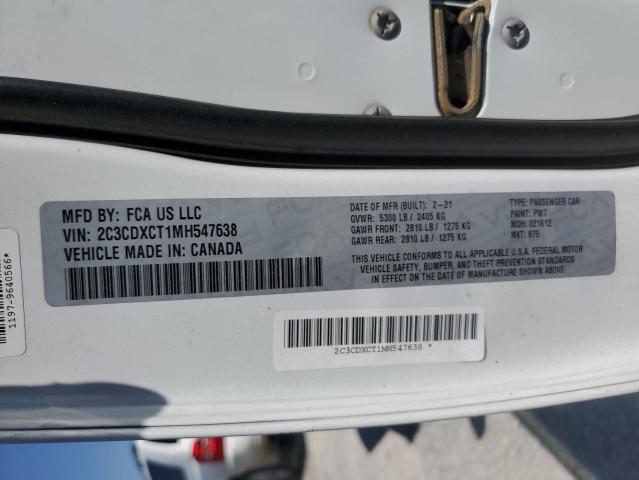 MFD BY: FCA US LLC
VIN: 2C3CDXCT1MH547638
VEHICLE MADE IN: CANADA
DATE OF MFR (BUILT): 2-21
GVWR: 5300 LB / 2405 KG
GAWR FRONT: 2810 LB / 1275 KG
GAWR REAR: 2810 LB / 1275 KG
TYPE: PASSENGER CAR
PAINT: PW7
MDH: 021612
MKT: 875
THIS VEHICLE CONFORMS TO ALL APPLICABLE U.S.A. FEDERAL MOTOR
VEHICLE SAFETY, BUMPER, AND THEFT PREVENTION STANDARDS
IN EFFECT ON THE DATE OF MANUFACTURE SHOWN ABOVE
2C3CDXCT1MH547638 *
1197-9640566*